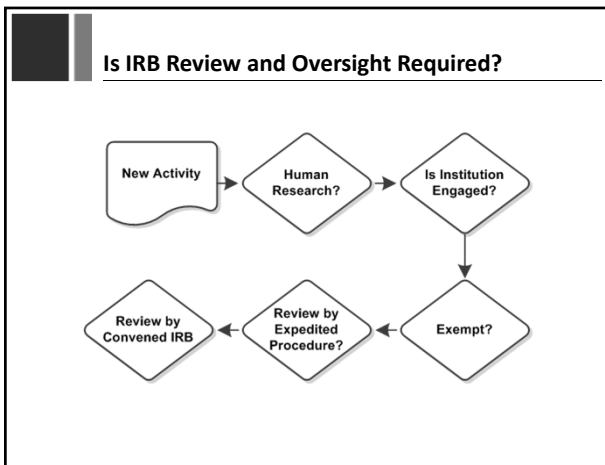 Is IRB Review and Oversight Required?
New Activity
Human
Research?
Is Institution
Engaged?
Exempt?
Review by
Expedited
Procedure?
Review by
Convened IRB